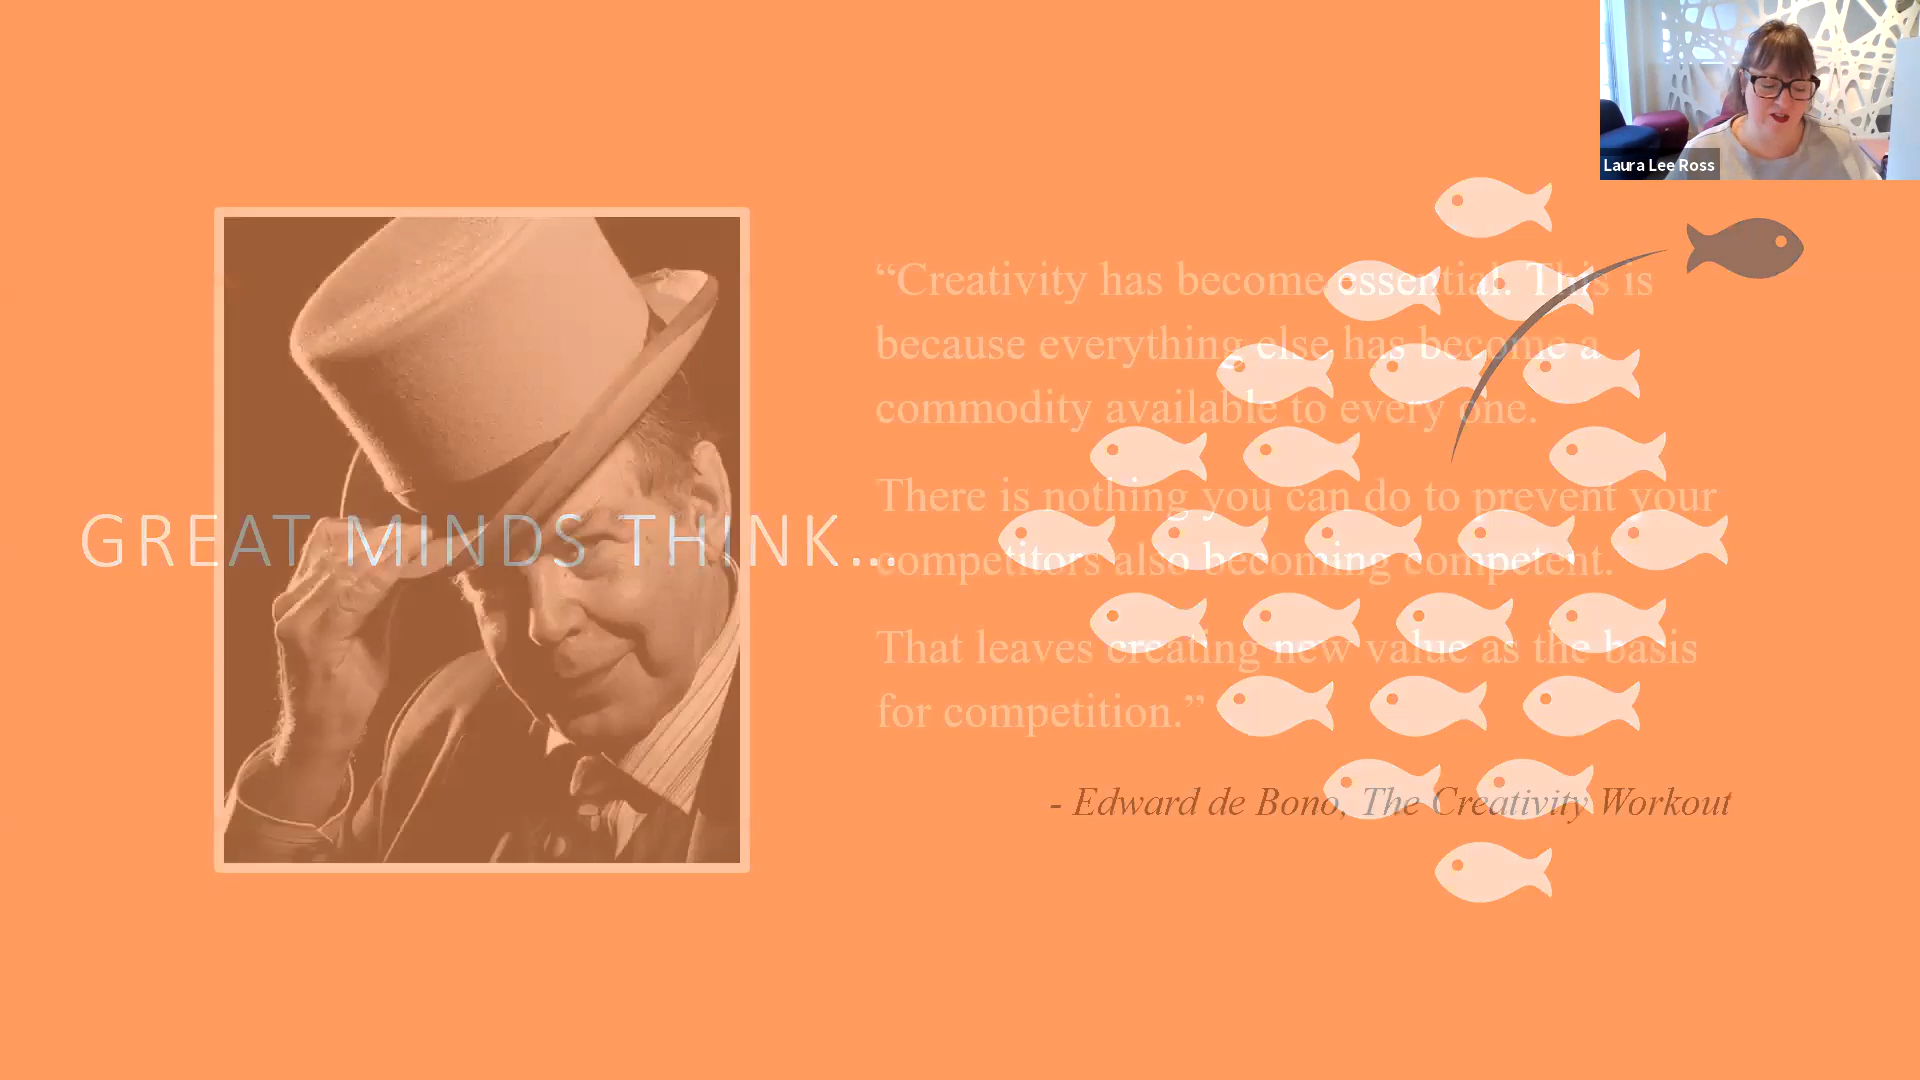 Laura Lee Ross
GREAT MINDS THINK...
“Creativity has become essential. This is
because everything else has become a
commodity available to every one.
There is nothing you can do to prevent your
competitors also becoming competent.
That leaves creating new value as the basis
for competition.”
- Edward de Bono, The Creativity Workout